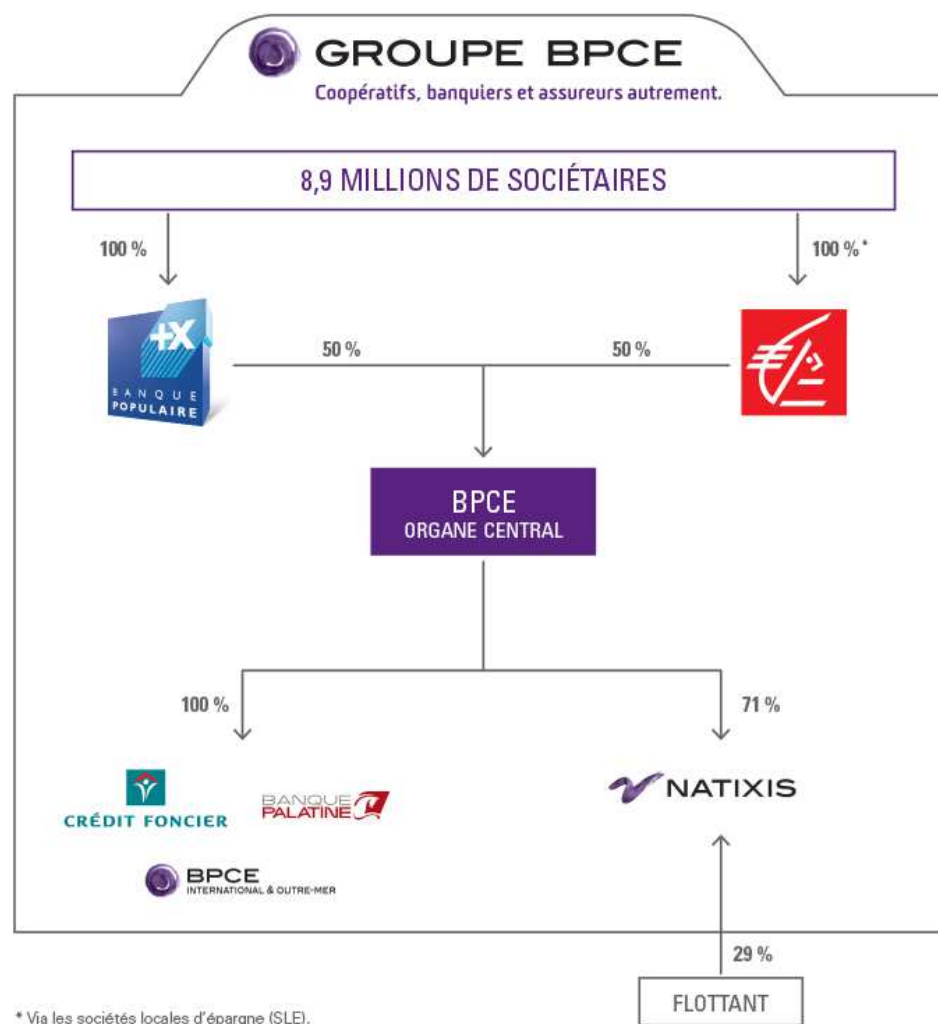 GROUPE BPCE
Coopératifs, banquiers et assureurs autrement.
8,9 MILLIONS DE SOCIÉTAIRES
100 %
100 % *
+X
BANQUE
POPULAIRE
50 %
50 %
BPCE
ORGANE CENTRAL
100 %
71 %
CRÉDIT FONCIER
BANQUE
PALATINE
NATIXIS
BPCE
INTERNATIONAL & OUTRE-MER
29 %
FLOTTANT
* Via les sociétés locales d'épargne (SLE).